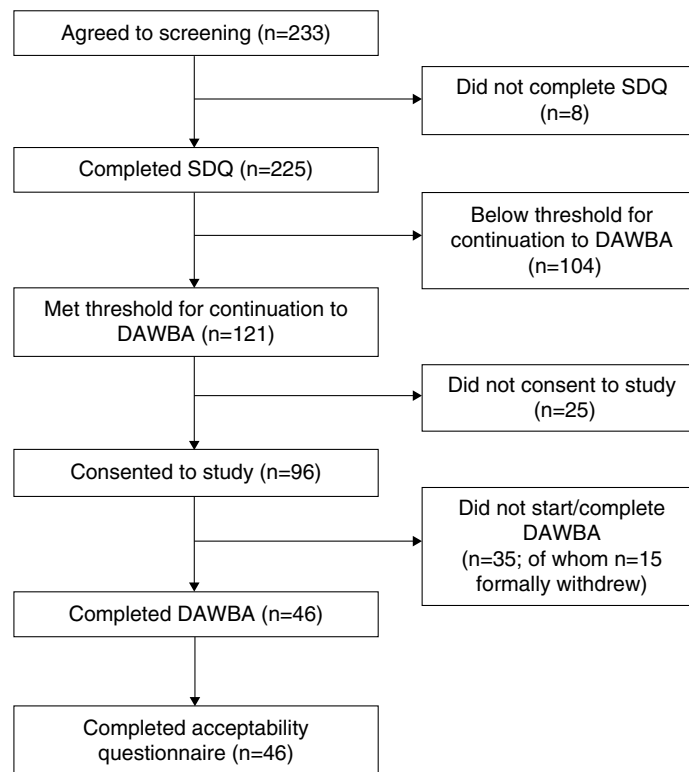 Agreed to screening (n=233)
Did not complete SDQ
(n=8)
Completed SDQ (n=225)
Below threshold for
continuation to DAWBA
(n=104)
Met threshold for continuation to
DAWBA (n=121)
Did not consent to study
(n=25)
Consented to study (n=96)
Did not start/complete
DAWBA
(n=35; of whom n=15
formally withdrew)
Completed DAWBA (n=46)
Completed acceptability
questionnaire (n=46)